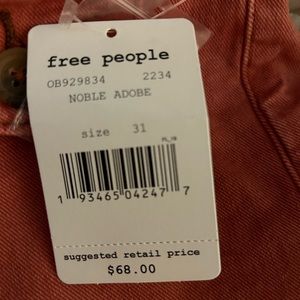 free people
OB929834 2234
NOBLE ADOBE
size 31
1 93465 04247 7
suggested retail price
$68.00